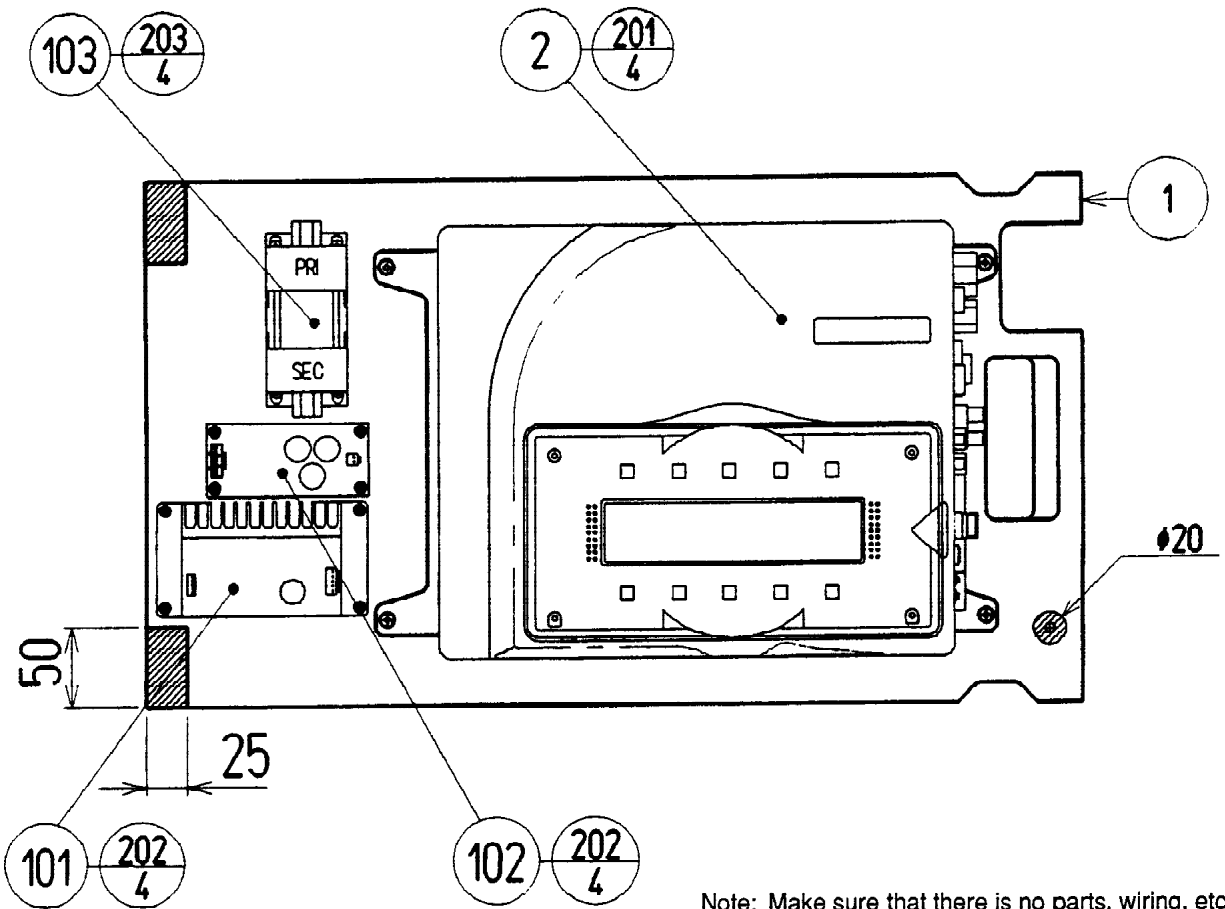 103 203/4
2 201/4
1
PRI
SEC
ø20
50
25
101 202/4
102 202/4
Note: Make sure that there is no parts, wiring, etc